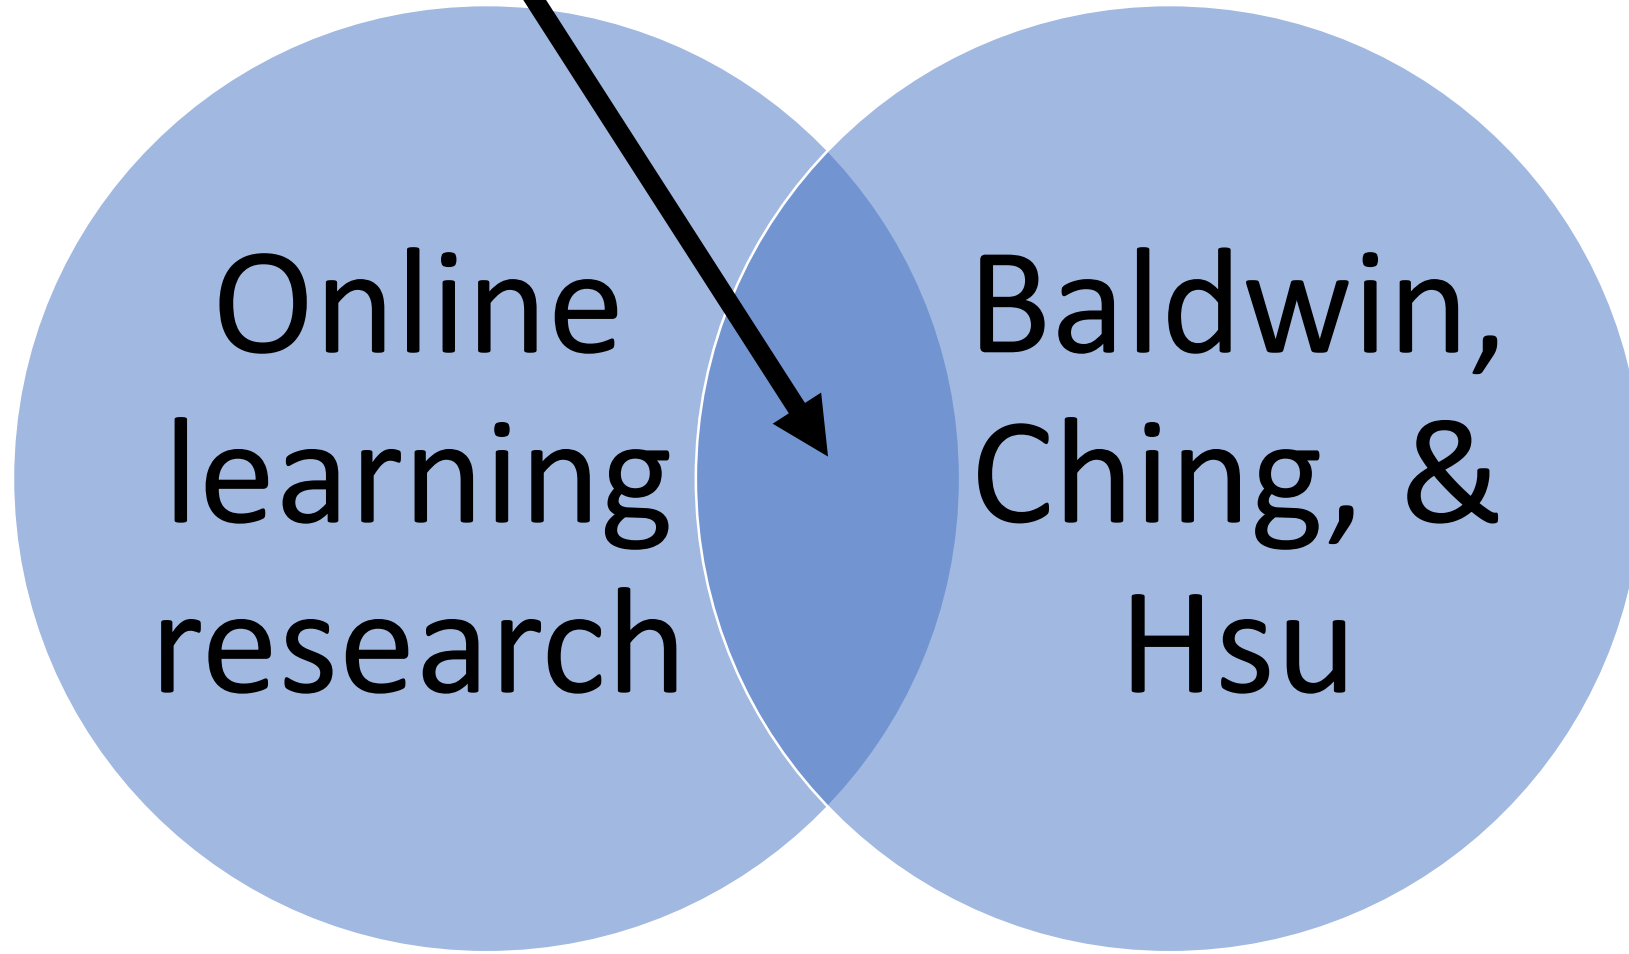 Online
learning
research
Baldwin,
Ching, &
Hsu